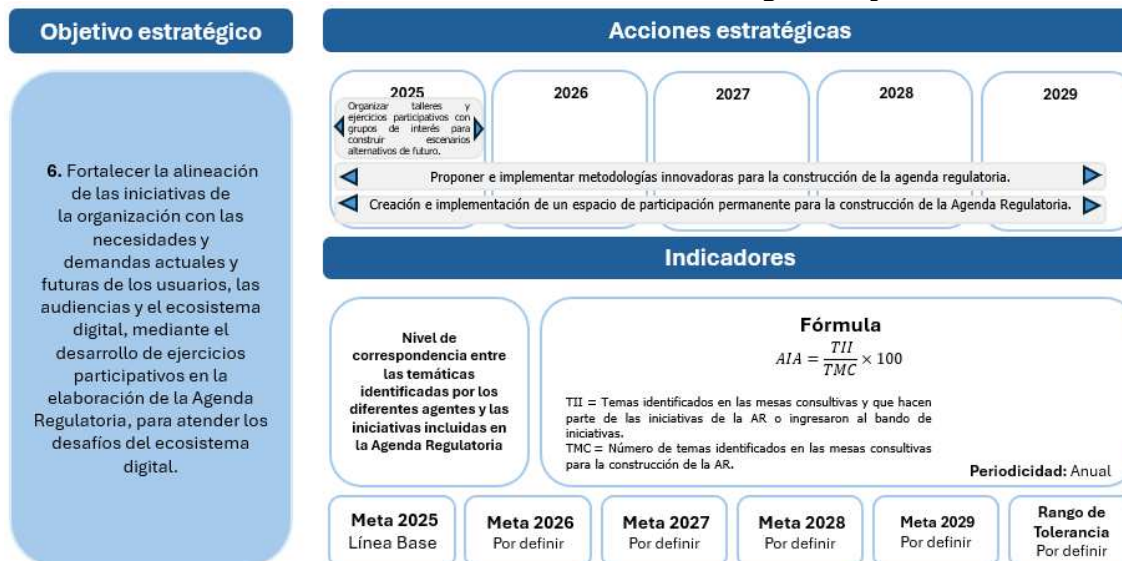 Objetivo estratégico
6. Fortalecer la alineación
de las iniciativas de
la organización con las
necesidades y
demandas actuales y
futuras de los usuarios, las
audiencias y el ecosistema
digital, mediante el
desarrollo de ejercicios
participativos en la
elaboración de la Agenda
Regulatoria, para atender los
desafíos del ecosistema
digital.
Acciones estratégicas
2025
2026
2027
2028
2029
Organizar talleres y
ejercicios participativos con
grupos de interés para
construir escenarios
alternativos de futuro.
Proponer e implementar metodologías innovadoras para la construcción de la agenda regulatoria.
Creación e implementación de un espacio de participación permanente para la construcción de la Agenda Regulatoria.
Indicadores
Nivel de
correspondencia entre
las temáticas
identificadas por los
diferentes agentes y las
iniciativas incluidas en
la Agenda Regulatoria
Fórmula
AIA = TII / TMC × 100
TII = Temas identificados en las mesas consultivas y que hacen
parte de las iniciativas de la AR o ingresaron al bando de
iniciativas.
TMC = Número de temas identificados en las mesas consultivas
para la construcción de la AR.
Periodicidad: Anual
Meta 2025
Línea Base
Meta 2026
Por definir
Meta 2027
Por definir
Meta 2028
Por definir
Meta 2029
Por definir
Rango de
Tolerancia
Por definir